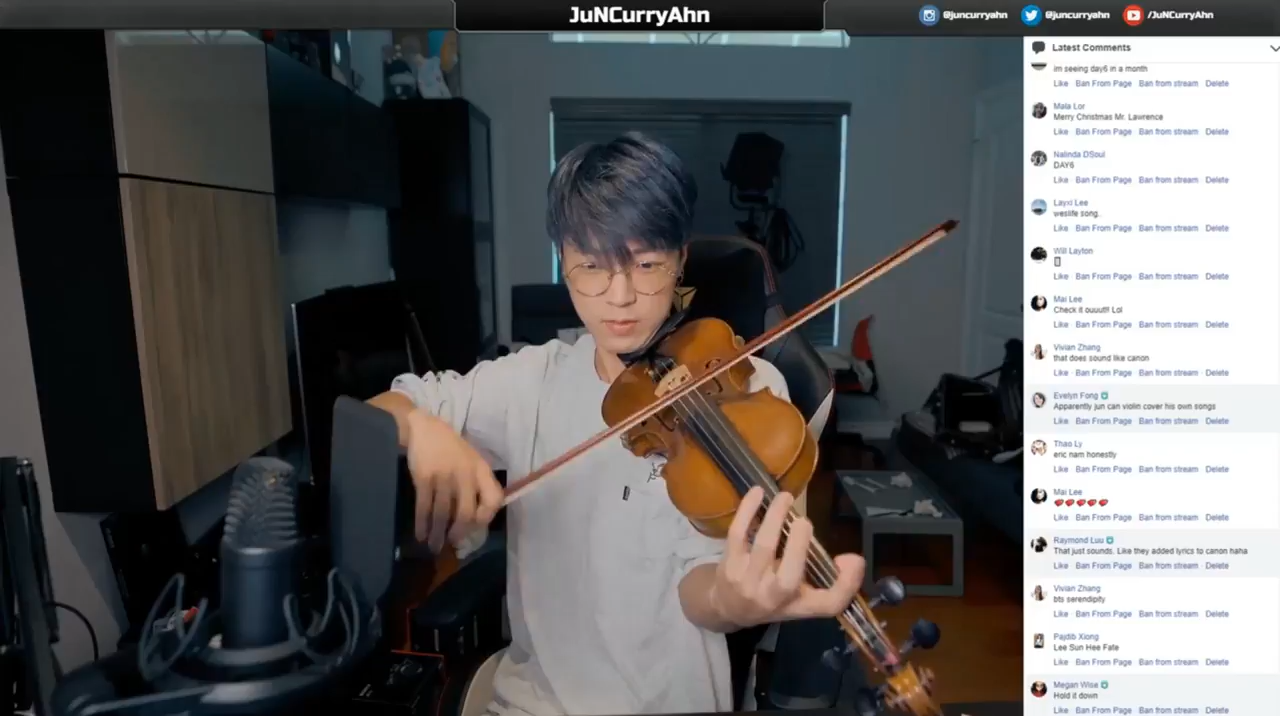 JuNCurryAhn
@juncurryahn
@juncurryahn
/JuNCurryAhn
Latest Comments
im seeing day6 in a month
Like Ban From Page Ban from stream Delete
Mala Lor
Merry Christmas Mr. Lawrence
Like Ban From Page Ban from stream Delete
Nalinda DSoul
DAY6
Like Ban From Page Ban from stream Delete
Layxi Lee
weslife song..
Like Ban From Page Ban from stream Delete
Will Layton
Like Ban From Page Ban from stream Delete
Mai Lee
Check it ouuut!! Lol
Like Ban From Page Ban from stream Delete
Vivian Zhang
that does sound like canon
Like Ban From Page Ban from stream Delete
Evelyn Fong
Apparently jun can violin cover his own songs
Like Ban From Page Ban from stream Delete
Thao Ly
eric nam honestly
Like Ban From Page Ban from stream Delete
Mai Lee
Like Ban From Page Ban from stream Delete
Raymond Luu
That just sounds. Like they added lyrics to canon haha
Like Ban From Page Ban from stream Delete
Vivian Zhang
bts serendipity
Like Ban From Page Ban from stream Delete
Pajdib Xiong
Lee Sun Hee Fate
Like Ban From Page Ban from stream Delete
Megan Wise
Hold it down
Like Ban From Page Ban from stream Delete